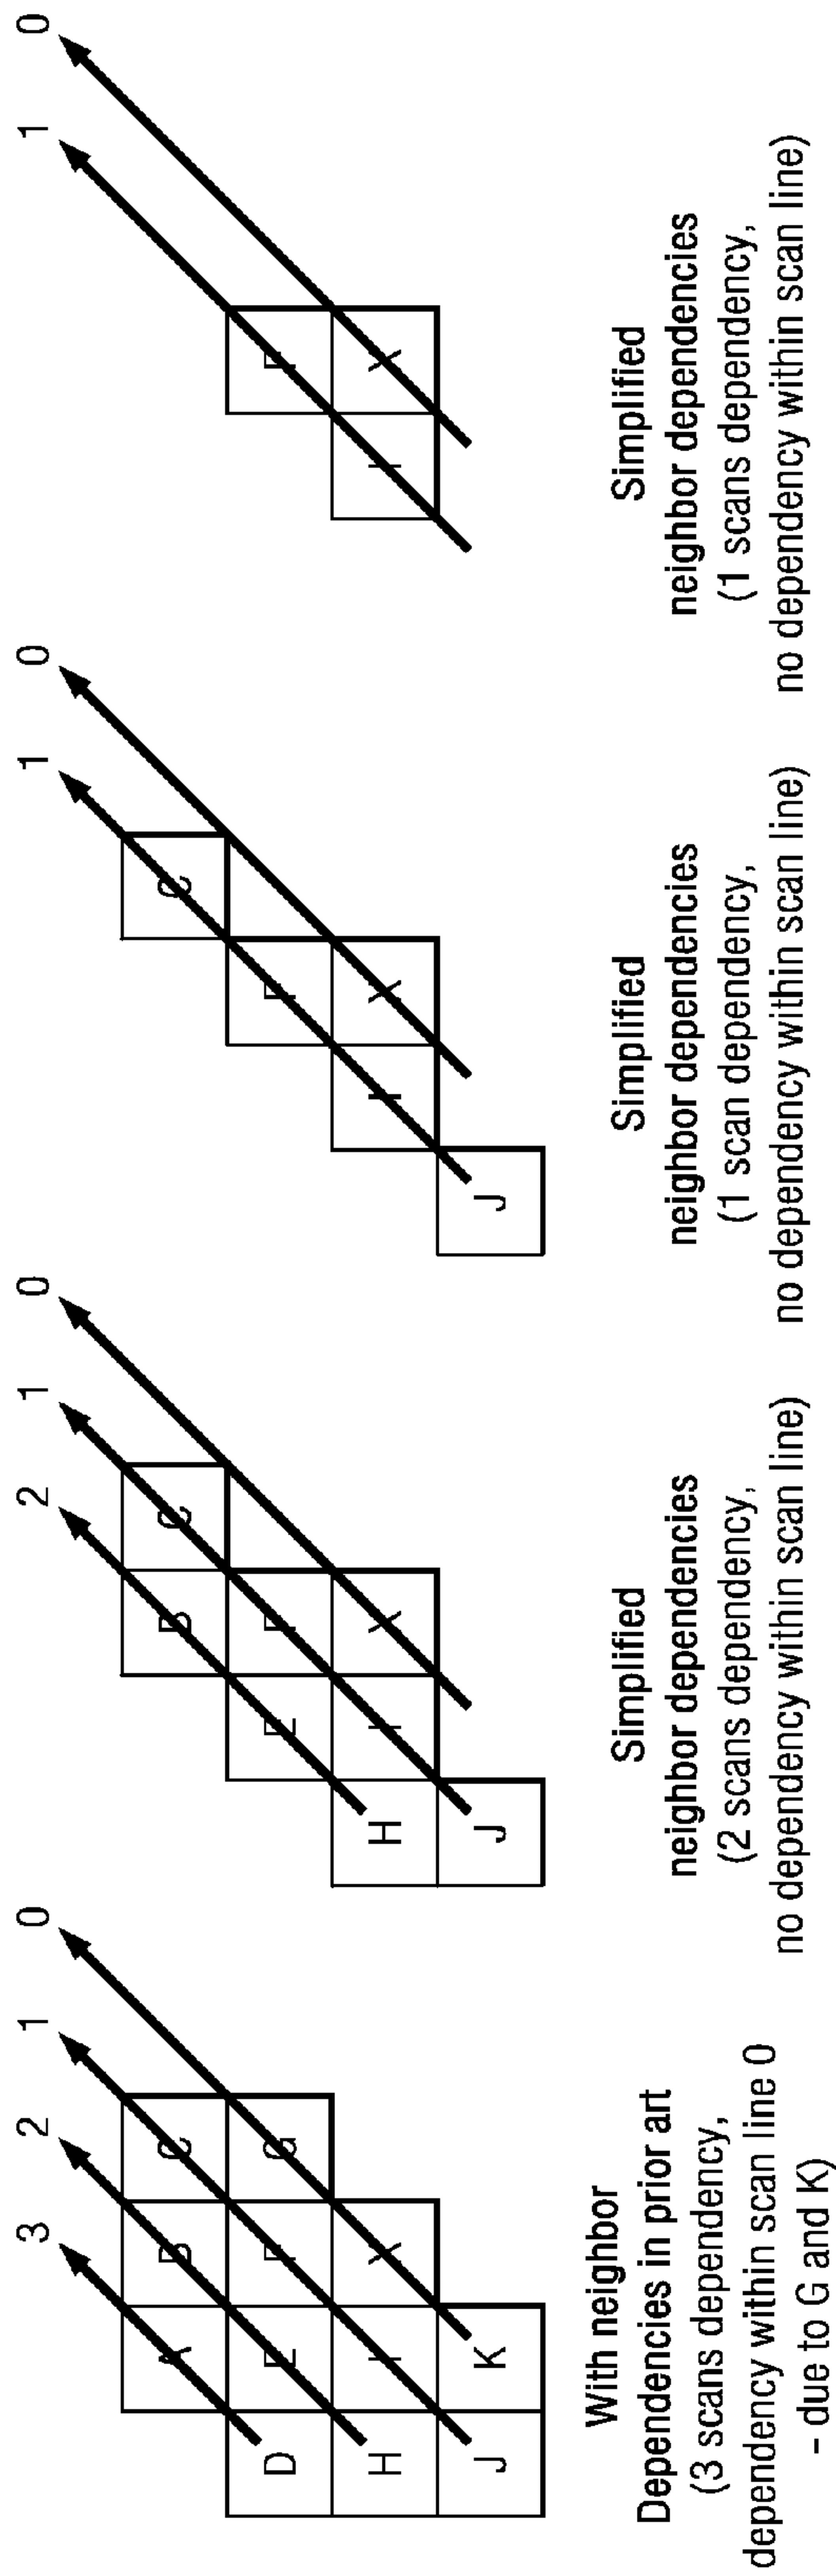 3 2 1 0
A B C
D E F G
H I X
J K
With neighbor
Dependencies in prior art
(3 scans dependency,
dependency within scan line 0
- due to G and K)
2 1 0
B C
E F
H I X
J
Simplified
neighbor dependencies
(2 scans dependency,
no dependency within scan line)
1 0
C
F
I X
J
Simplified
neighbor dependencies
(1 scan dependency,
no dependency within scan line)
1 0
F
I X
Simplified
neighbor dependencies
(1 scans dependency,
no dependency within scan line)